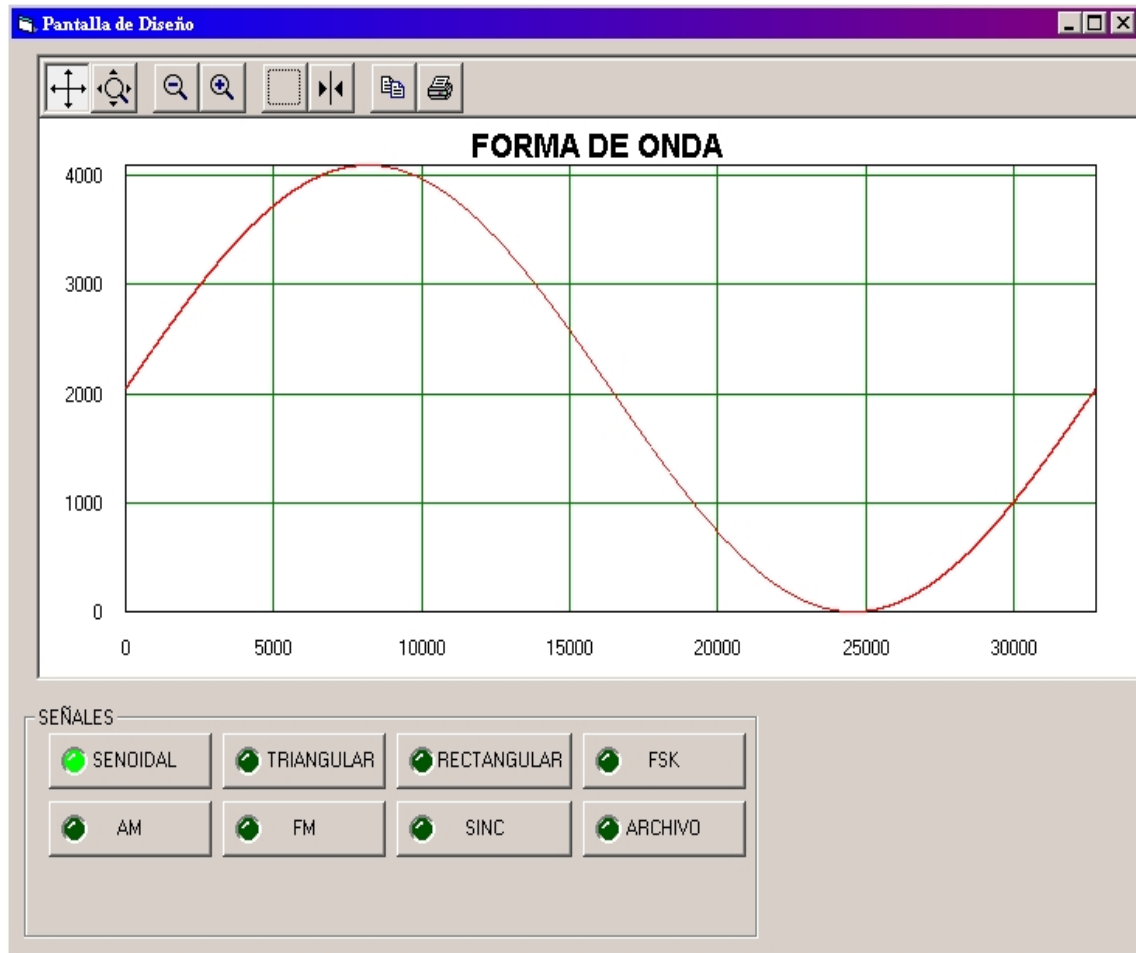 Pantalla de Diseño
FORMA DE ONDA
4000
3000
2000
1000
0
0 5000 10000 15000 20000 25000 30000
SEÑALES
SENOIDAL TRIANGULAR RECTANGULAR FSK
AM FM SINC ARCHIVO